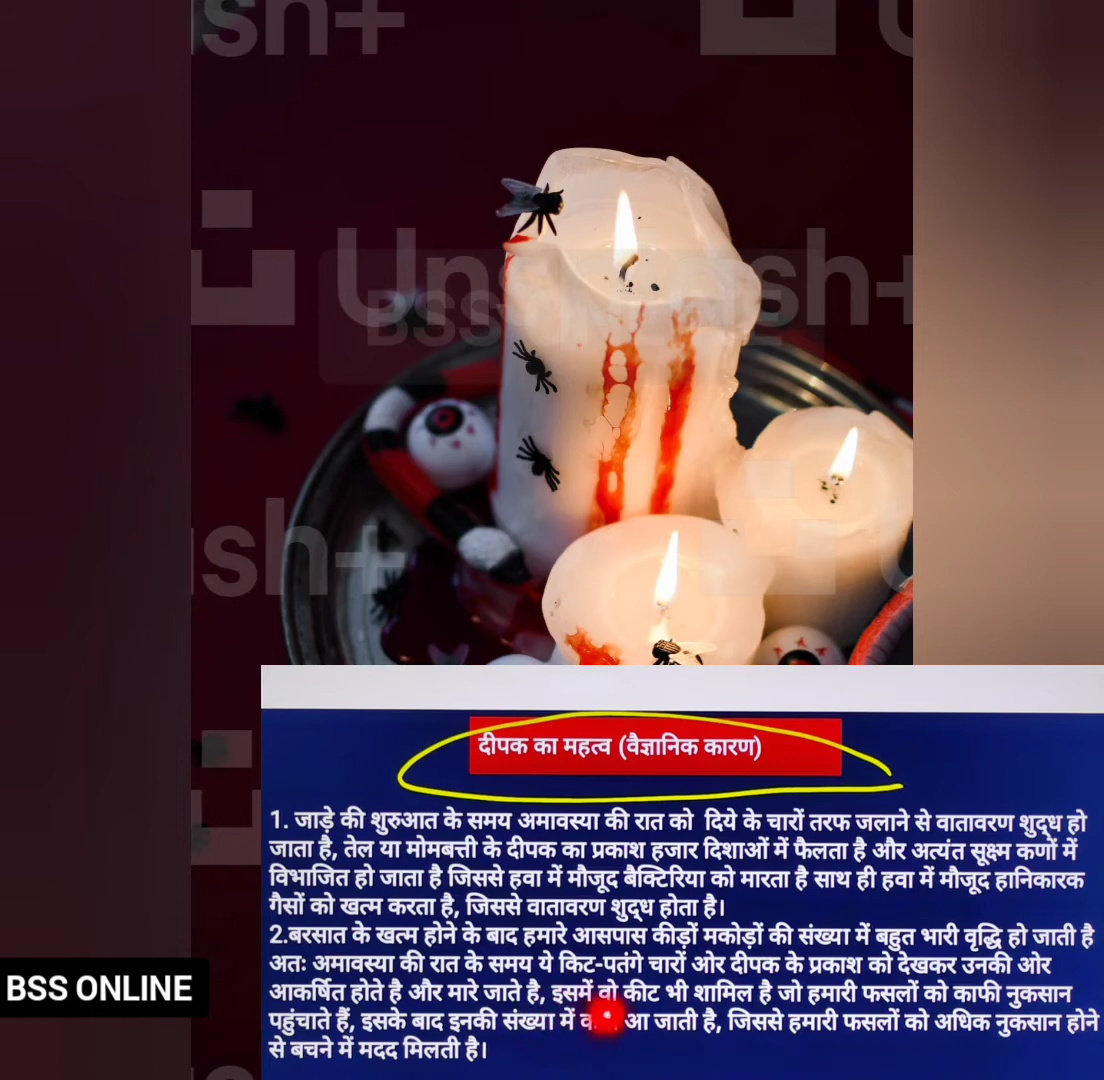 sh+
Unsplash+
BSS ONLINE
sh+
दीपक का महत्व (वैज्ञानिक कारण)
1. जाड़े की शुरुआत के समय अमावस्या की रात को दिये के चारों तरफ जलाने से वातावरण शुद्ध हो
जाता है, तेल या मोमबत्ती के दीपक का प्रकाश हजार दिशाओं में फैलता है और अत्यंत सूक्ष्म कणों में
विभाजित हो जाता है जिससे हवा में मौजूद बैक्टिरिया को मारता है साथ ही हवा में मौजूद हानिकारक
गैसों को खत्म करता है, जिससे वातावरण शुद्ध होता है।
2.बरसात के खत्म होने के बाद हमारे आसपास कीड़ों मकोड़ों की संख्या में बहुत भारी वृद्धि हो जाती है
अतः अमावस्या की रात के समय ये किट-पतंगे चारों ओर दीपक के प्रकाश को देखकर उनकी ओर
आकर्षित होते है और मारे जाते है, इसमें वो कीट भी शामिल है जो हमारी फसलों को काफी नुकसान
पहुंचाते हैं, इसके बाद इनकी संख्या में आ जाती है, जिससे हमारी फसलों को अधिक नुकसान होने
से बचने में मदद मिलती है।
BSS ONLINE